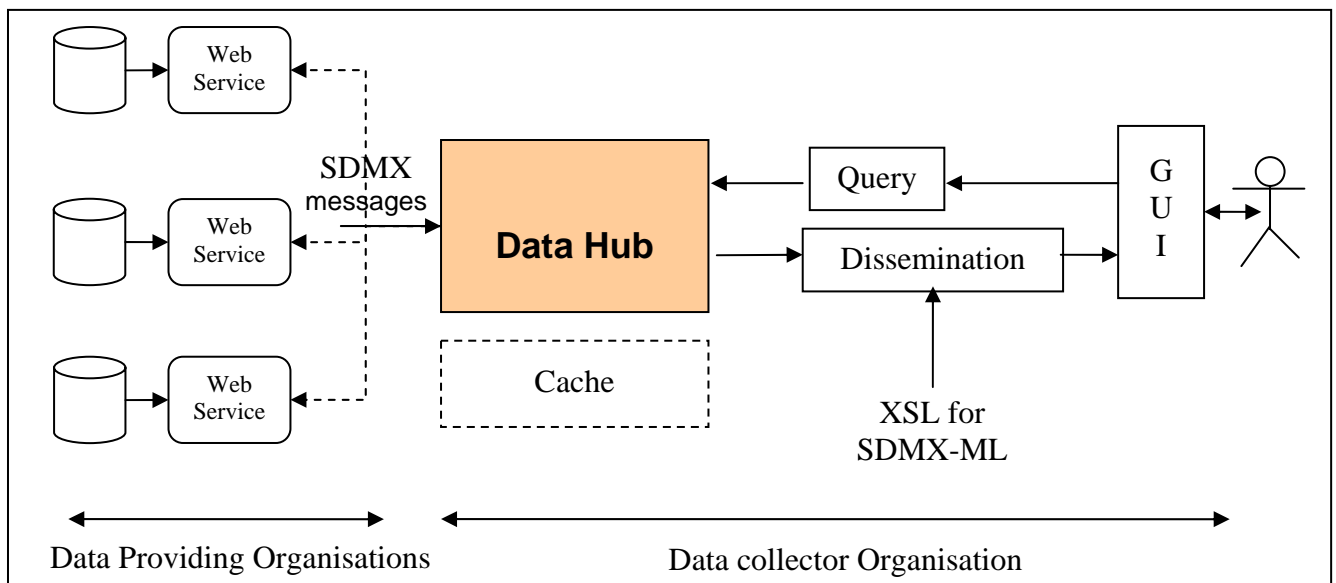 Web
Service
SDMX
messages
Web
Service
Web
Service
Data Hub
Cache
Query
Dissemination
XSL for
SDMX-ML
G
U
I
Data Providing Organisations
Data collector Organisation